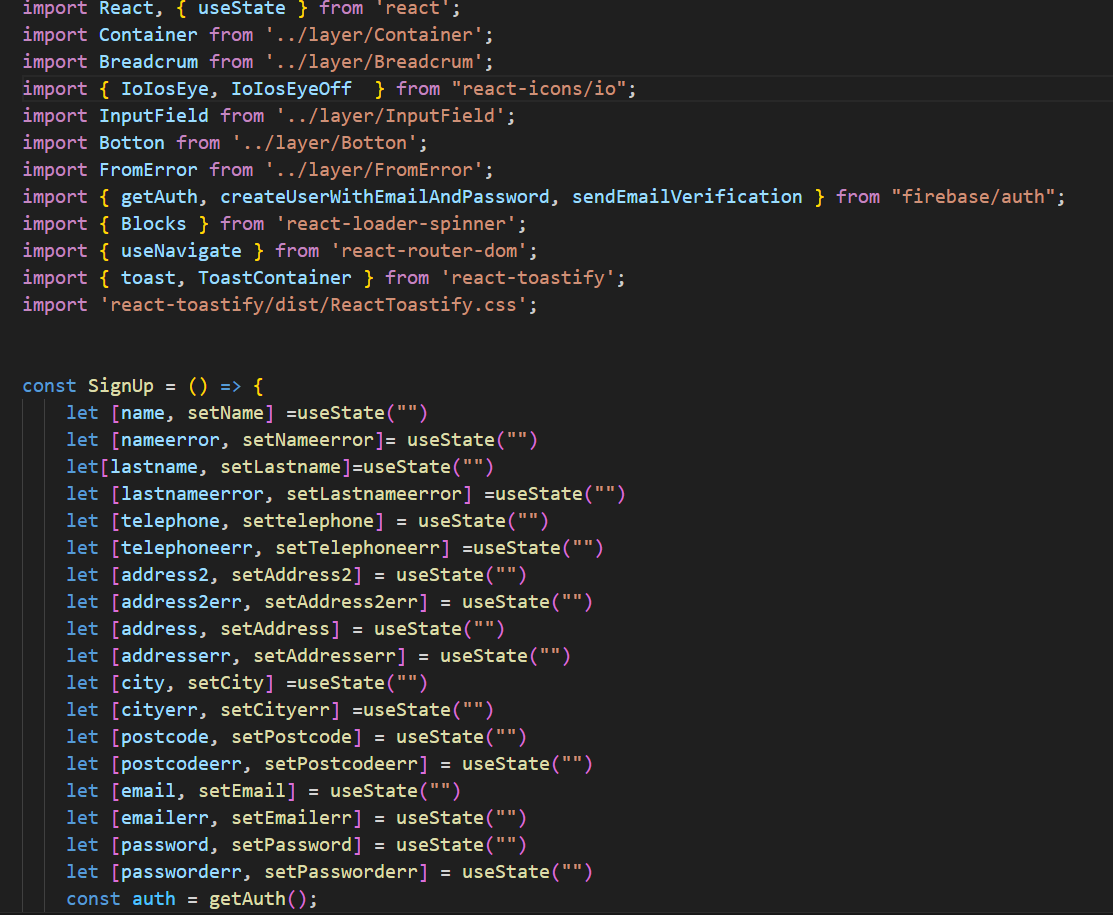 import React, { useState } from 'react';
import Container from '../layer/Container';
import Breadcrum from '../layer/Breadcrum';
import { IoIosEye, IoIosEyeOff  } from "react-icons/io";
import InputField from '../layer/InputField';
import Botton from '../layer/Botton';
import FromError from '../layer/FromError';
import { getAuth, createUserWithEmailAndPassword, sendEmailVerification } from "firebase/auth";
import { Blocks } from 'react-loader-spinner';
import { useNavigate } from 'react-router-dom';
import { toast, ToastContainer } from 'react-toastify';
import 'react-toastify/dist/ReactToastify.css';
const SignUp = () => {
let [name, setName] =useState("")
let [nameerror, setNameerror]= useState("")
let[lastname, setLastname]=useState("")
let [lastnameerror, setLastnameerror] =useState("")
let [telephone, settelephone] = useState("")
let [telephoneerr, setTelephoneerr] =useState("")
let [address2, setAddress2] = useState("")
let [address2err, setAddress2err] = useState("")
let [address, setAddress] = useState("")
let [addresserr, setAddresserr] = useState("")
let [city, setCity] =useState("")
let [cityerr, setCityerr] =useState("")
let [postcode, setPostcode] = useState("")
let [postcodeerr, setPostcodeerr] = useState("")
let [email, setEmail] = useState("")
let [emailerr, setEmailerr] = useState("")
let [password, setPassword] = useState("")
let [passworderr, setPassworderr] = useState("")
const auth = getAuth();